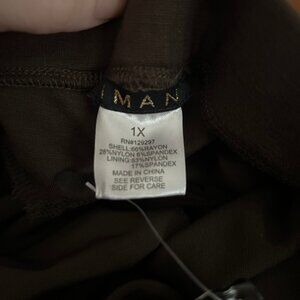 IMAN
1X
RN#129297
SHELL:66%RAYON
28%NYLON 6%SPANDEX
LINING: 83%NYLON
17%SPANDEX
MADE IN CHINA
SEE REVERSE
SIDE FOR CARE